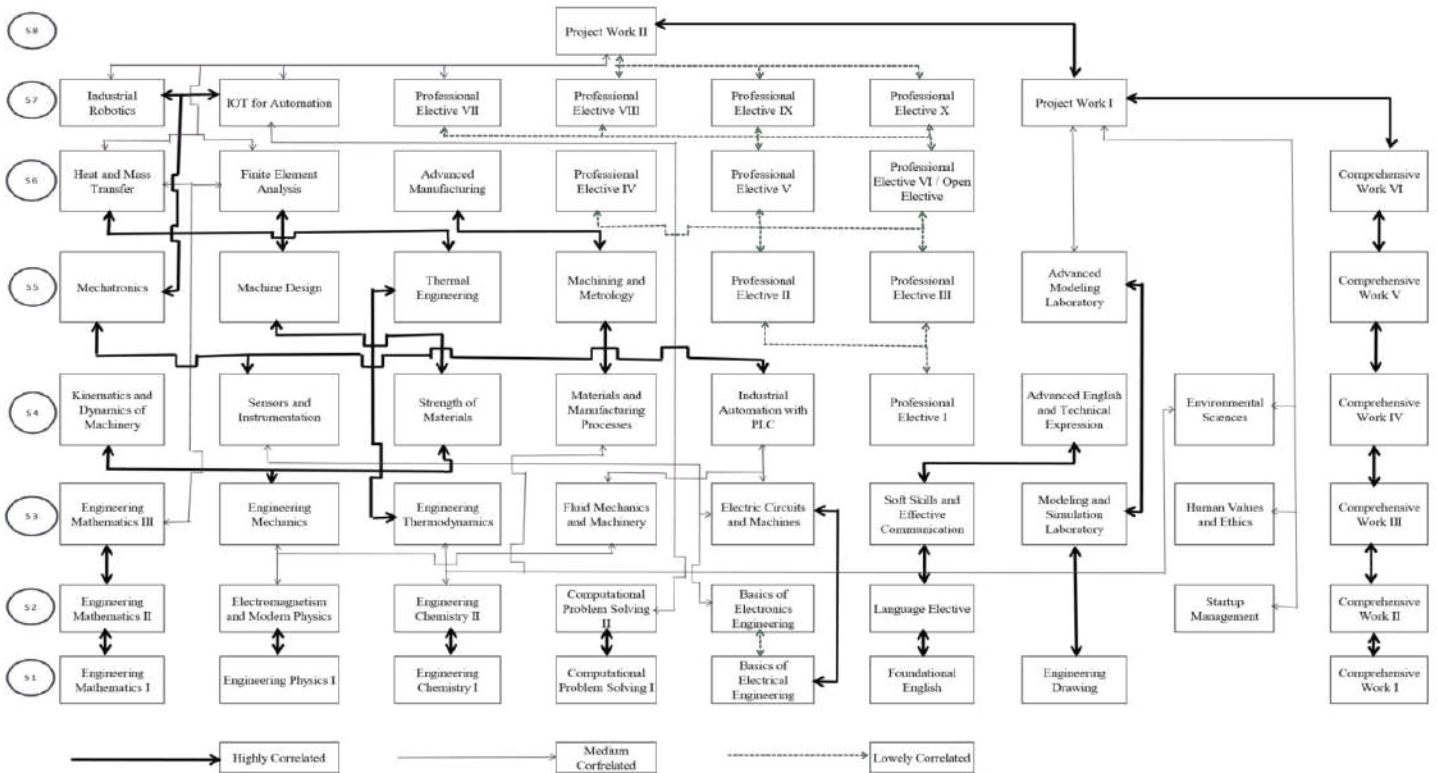 S8
Project Work II
S7
Industrial
Robotics
IOT for Automation
Professional
Elective VII
Professional
Elective VIII
Professional
Elective IX
Professional
Elective X
Project Work I
S6
Heat and Mass
Transfer
Finite Element
Analysis
Advanced
Manufacturing
Professional
Elective IV
Professional
Elective V
Professional
Elective VI / Open
Elective
Comprehensive
Work VI
S5
Mechatronics
Machine Design
Thermal
Engineering
Machining and
Metrology
Professional
Elective II
Professional
Elective III
Advanced
Modeling
Laboratory
Comprehensive
Work V
S4
Kinematics and
Dynamics of
Machinery
Sensors and
Instrumentation
Strength of
Materials
Materials and
Manufacturing
Processes
Industrial
Automation with
PLC
Professional
Elective I
Advanced English
and Technical
Expression
Environmental
Sciences
Comprehensive
Work IV
S3
Engineering
Mathematics III
Engineering
Mechanics
Engineering
Thermodynamics
Fluid Mechanics
and Machinery
Electric Circuits
and Machines
Soft Skills and
Effective
Communication
Modeling and
Simulation
Laboratory
Human Values
and Ethics
Comprehensive
Work III
S2
Engineering
Mathematics II
Electromagnetism
and Modern Physics
Engineering
Chemistry II
Computational
Problem Solving
II
Basics of
Electronics
Engineering
Language Elective
Startup
Management
Comprehensive
Work II
S1
Engineering
Mathematics I
Engineering Physics I
Engineering
Chemistry I
Computational
Problem Solving I
Basics of
Electrical
Engineering
Foundational
English
Engineering
Drawing
Comprehensive
Work I
Highly Correlated
Medium
Corfrelated
Lowely Correlated